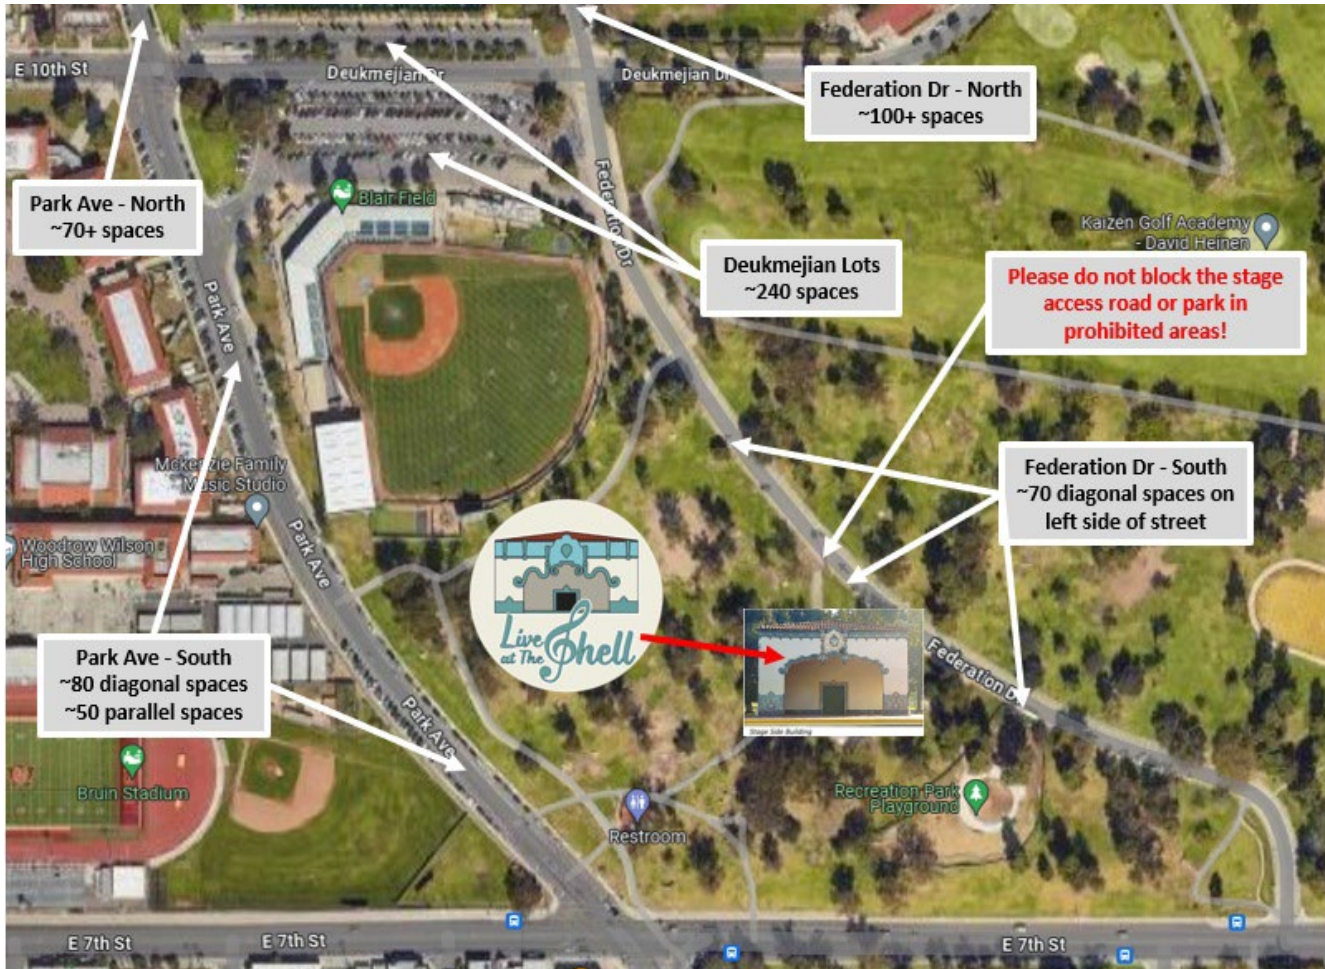 E 10th St
Deukmejian Dr
Deukmejian Dr
Federation Dr - North
~100+ spaces
Park Ave - North
~70+ spaces
Blair Field
Federation Dr
Kaizen Golf Academy
- David Heinen
Deukmejian Lots
~240 spaces
Please do not block the stage
access road or park in
prohibited areas!
Park Ave
Mckenzie Family
Music Studio
Federation Dr - South
~70 diagonal spaces on
left side of street
Park Ave
Woodrow Wilson
High School
Live
at The Shell
Park Ave - South
~80 diagonal spaces
~50 parallel spaces
Federation Dr
Park Ave
Stage Side Building
Bruin Stadium
Recreation Park
Playground
Restroom
E 7th St
E 7th St
E 7th St